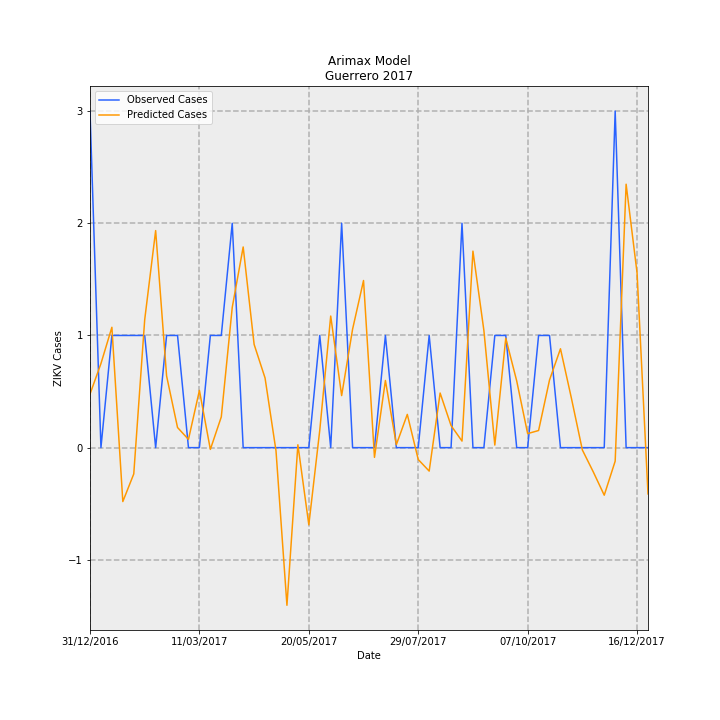 Arimax Model
Guerrero 2017
Observed Cases
Predicted Cases
3
2
1
0
−1
ZIKV Cases
31/12/2016 11/03/2017 20/05/2017 29/07/2017 07/10/2017 16/12/2017
Date